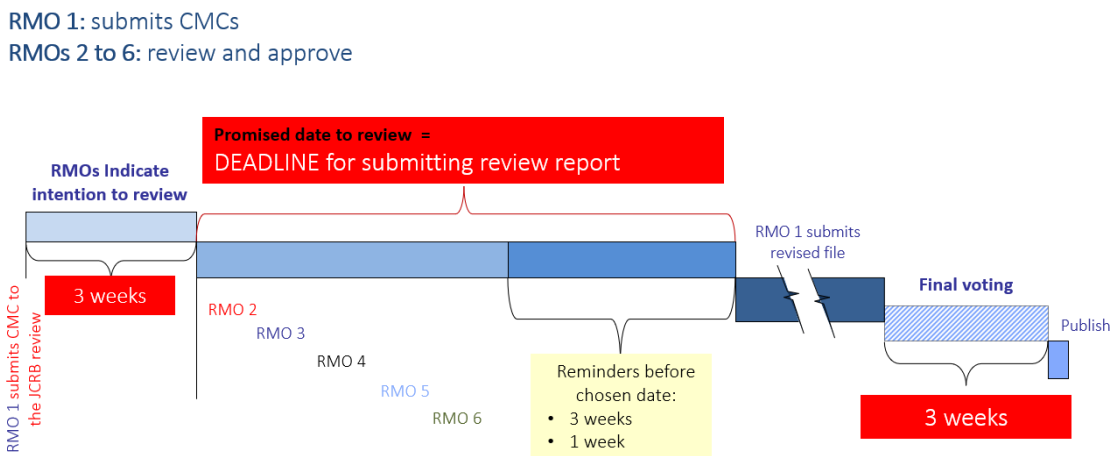 RMO 1: submits CMCs
RMOs 2 to 6: review and approve
Promised date to review =
DEADLINE for submitting review report
RMOs Indicate
intention to review
3 weeks
RMO 1 submits CMC to
the JCRB review
RMO 2
RMO 3
RMO 4
RMO 5
RMO 6
Reminders before
chosen date:
• 3 weeks
• 1 week
RMO 1 submits
revised file
Final voting
Publish
3 weeks